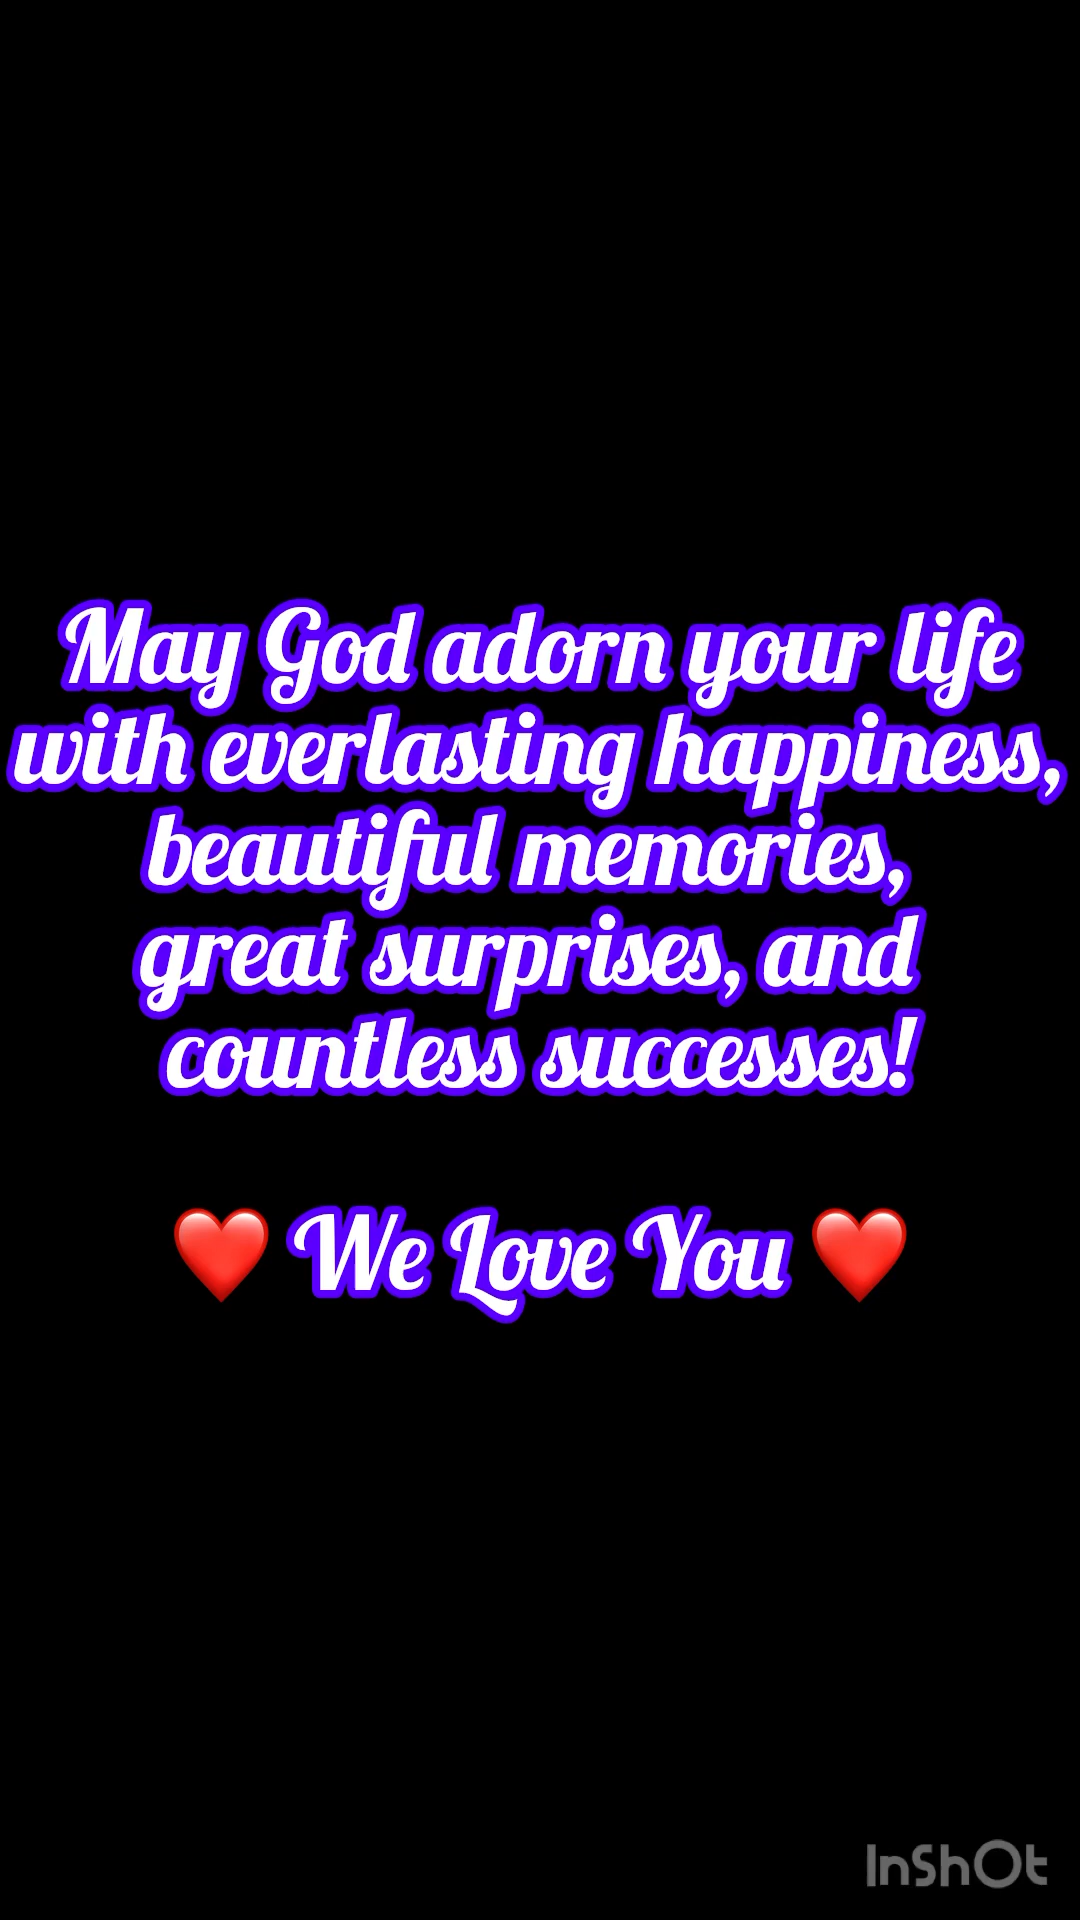 May God adorn your life
with everlasting happiness,
beautiful memories,
great surprises, and
countless successes!
❤️ We Love You ❤️
InShOt